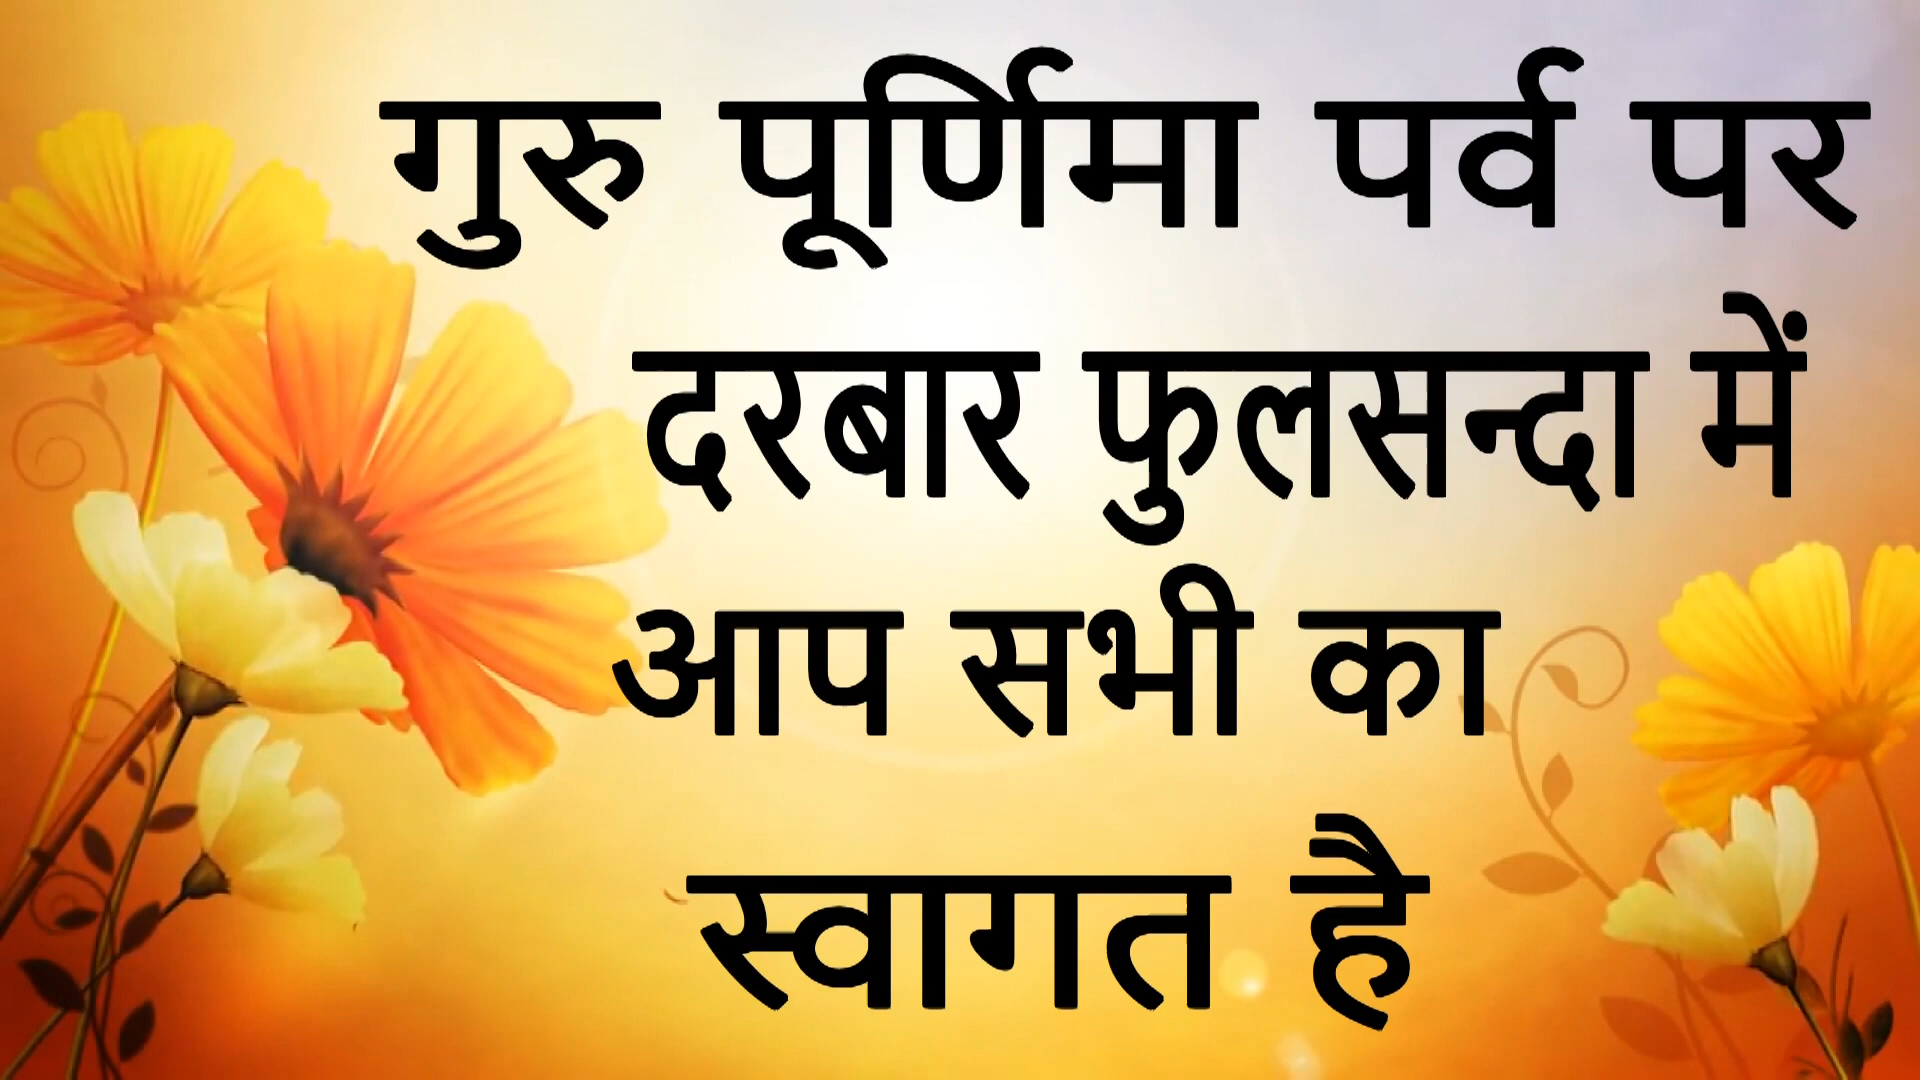 गुरु पूर्णिमा पर्व पर
दरबार फुलसन्दा में
आप सभी का
स्वागत है